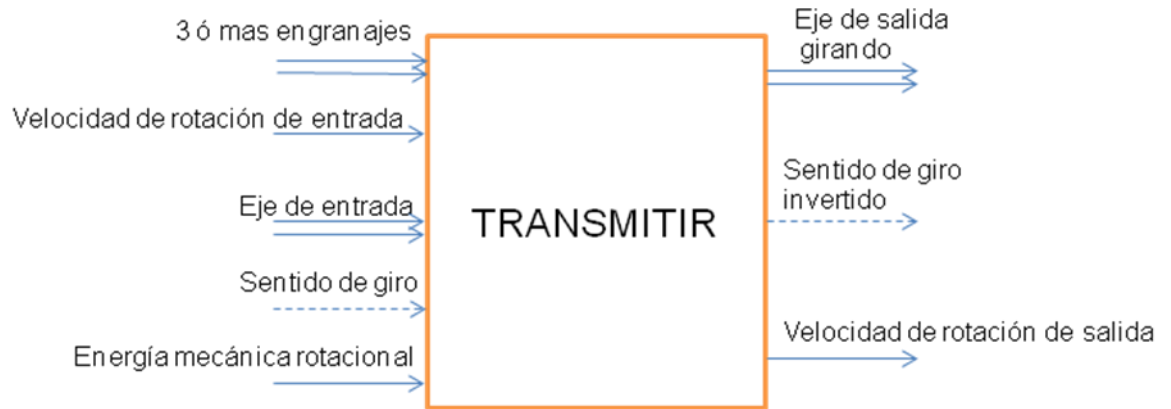 3 ó mas engranajes
Velocidad de rotación de entrada
Eje de entrada
Sentido de giro
Energía mecánica rotacional
TRANSMITIR
Eje de salida
girando
Sentido de giro
invertido
Velocidad de rotación de salida